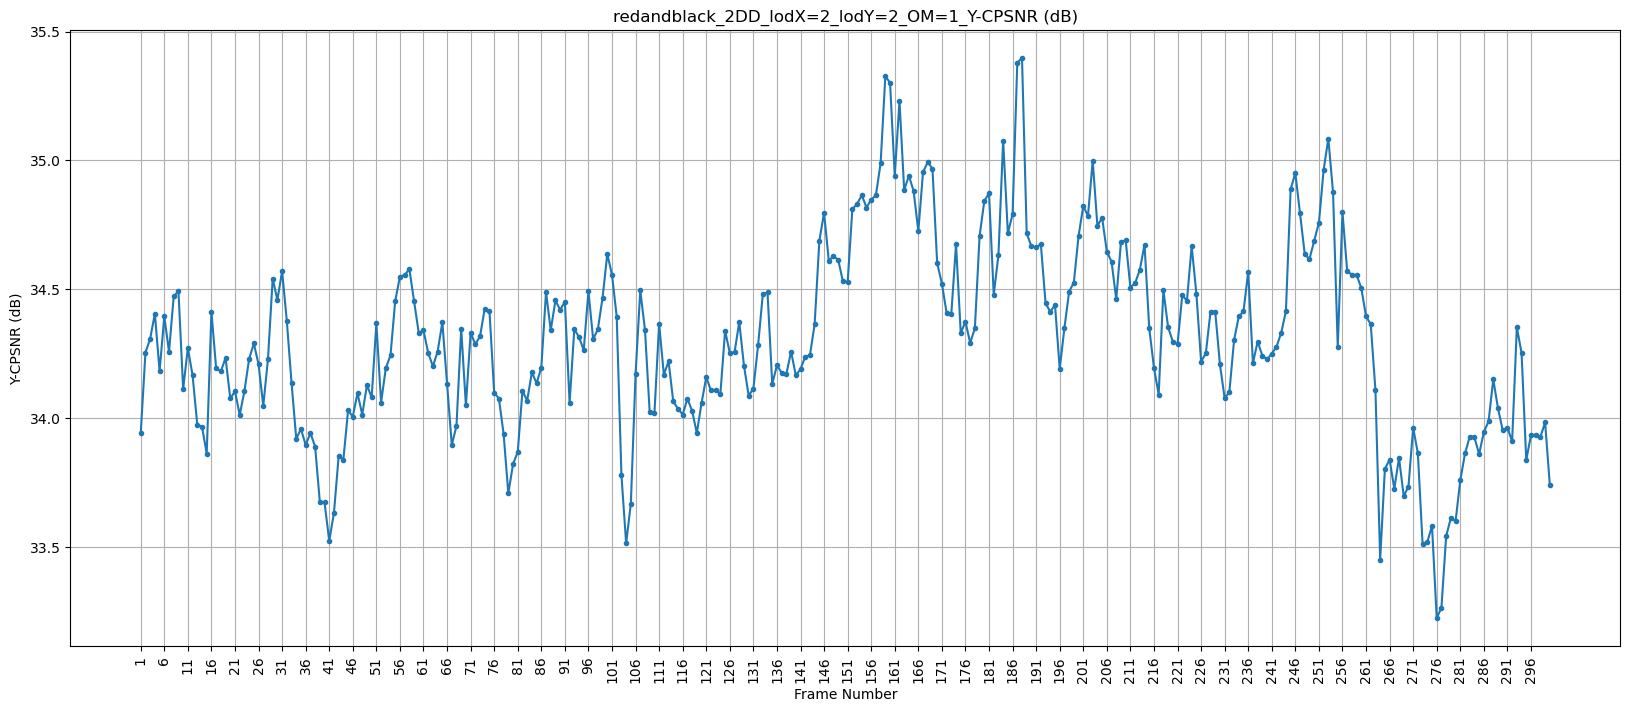 redandblack_2DD_lodX=2_lodY=2_OM=1_Y-CPSNR (dB)
Y-CPSNR (dB)
35.5
35.0
34.5
34.0
33.5
1 6 11 16 21 26 31 36 41 46 51 56 61 66 71 76 81 86 91 96 101 106 111 116 121 126 131 136 141 146 151 156 161 166 171 176 181 186 191 196 201 206 211 216 221 226 231 236 241 246 251 256 261 266 271 276 281 286 291 296
Frame Number